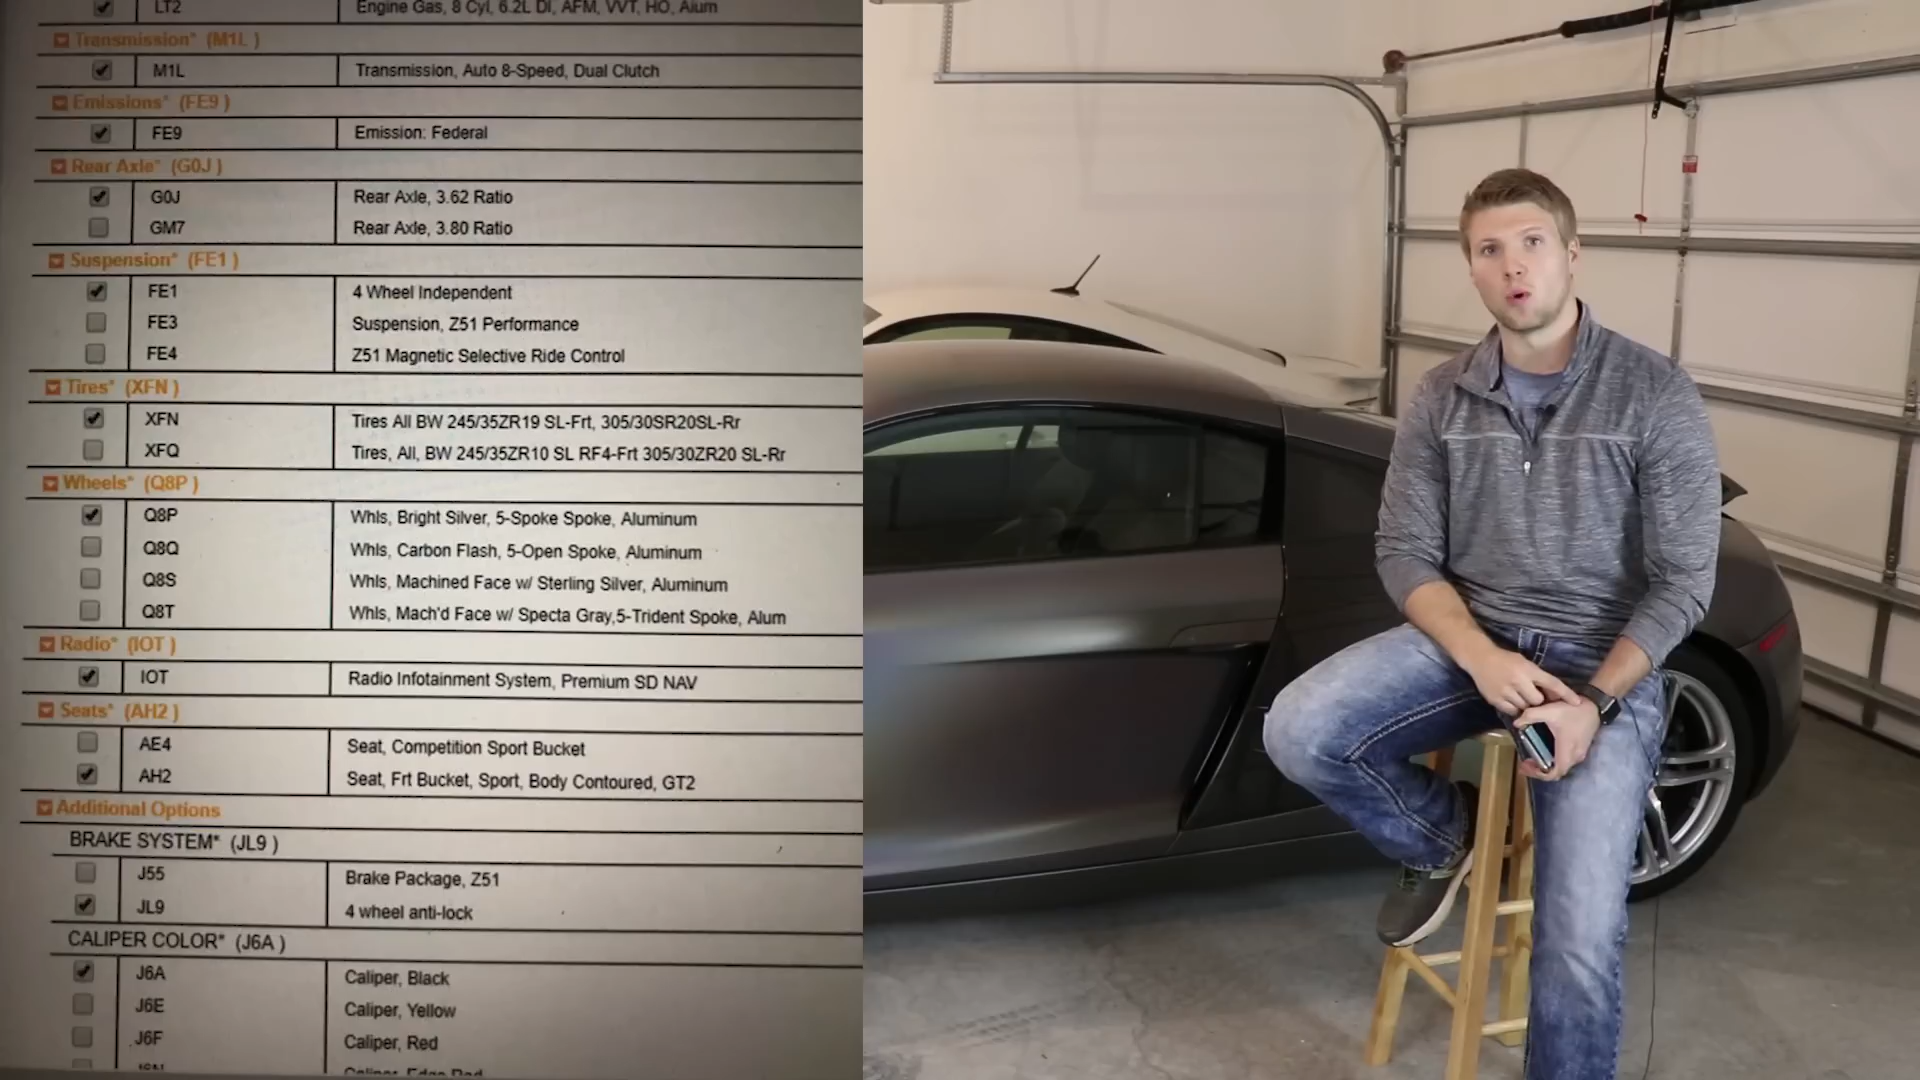 LT2 Engine Gas, 8 Cyl, 6.2L DI, AFM, VVT, HO, Alum
Transmission* (M1L )
M1L Transmission, Auto 8-Speed, Dual Clutch
Emissions* (FE9 )
FE9 Emission: Federal
Rear Axle* (G0J )
G0J Rear Axle, 3.62 Ratio
GM7 Rear Axle, 3.80 Ratio
Suspension* (FE1 )
FE1 4 Wheel Independent
FE3 Suspension, Z51 Performance
FE4 Z51 Magnetic Selective Ride Control
Tires* (XFN )
XFN Tires All BW 245/35ZR19 SL-Frt, 305/30SR20SL-Rr
XFQ Tires, All, BW 245/35ZR10 SL RF4-Frt 305/30ZR20 SL-Rr
Wheels* (Q8P )
Q8P Whls, Bright Silver, 5-Spoke Spoke, Aluminum
Q8Q Whls, Carbon Flash, 5-Open Spoke, Aluminum
Q8S Whls, Machined Face w/ Sterling Silver, Aluminum
Q8T Whls, Mach'd Face w/ Specta Gray,5-Trident Spoke, Alum
Radio* (IOT )
IOT Radio Infotainment System, Premium SD NAV
Seats* (AH2 )
AE4 Seat, Competition Sport Bucket
AH2 Seat, Frt Bucket, Sport, Body Contoured, GT2
Additional Options
BRAKE SYSTEM* (JL9 )
J55 Brake Package, Z51
JL9 4 wheel anti-lock
CALIPER COLOR* (J6A )
J6A Caliper, Black
J6E Caliper, Yellow
J6F Caliper, Red
Caliper, Edge Red